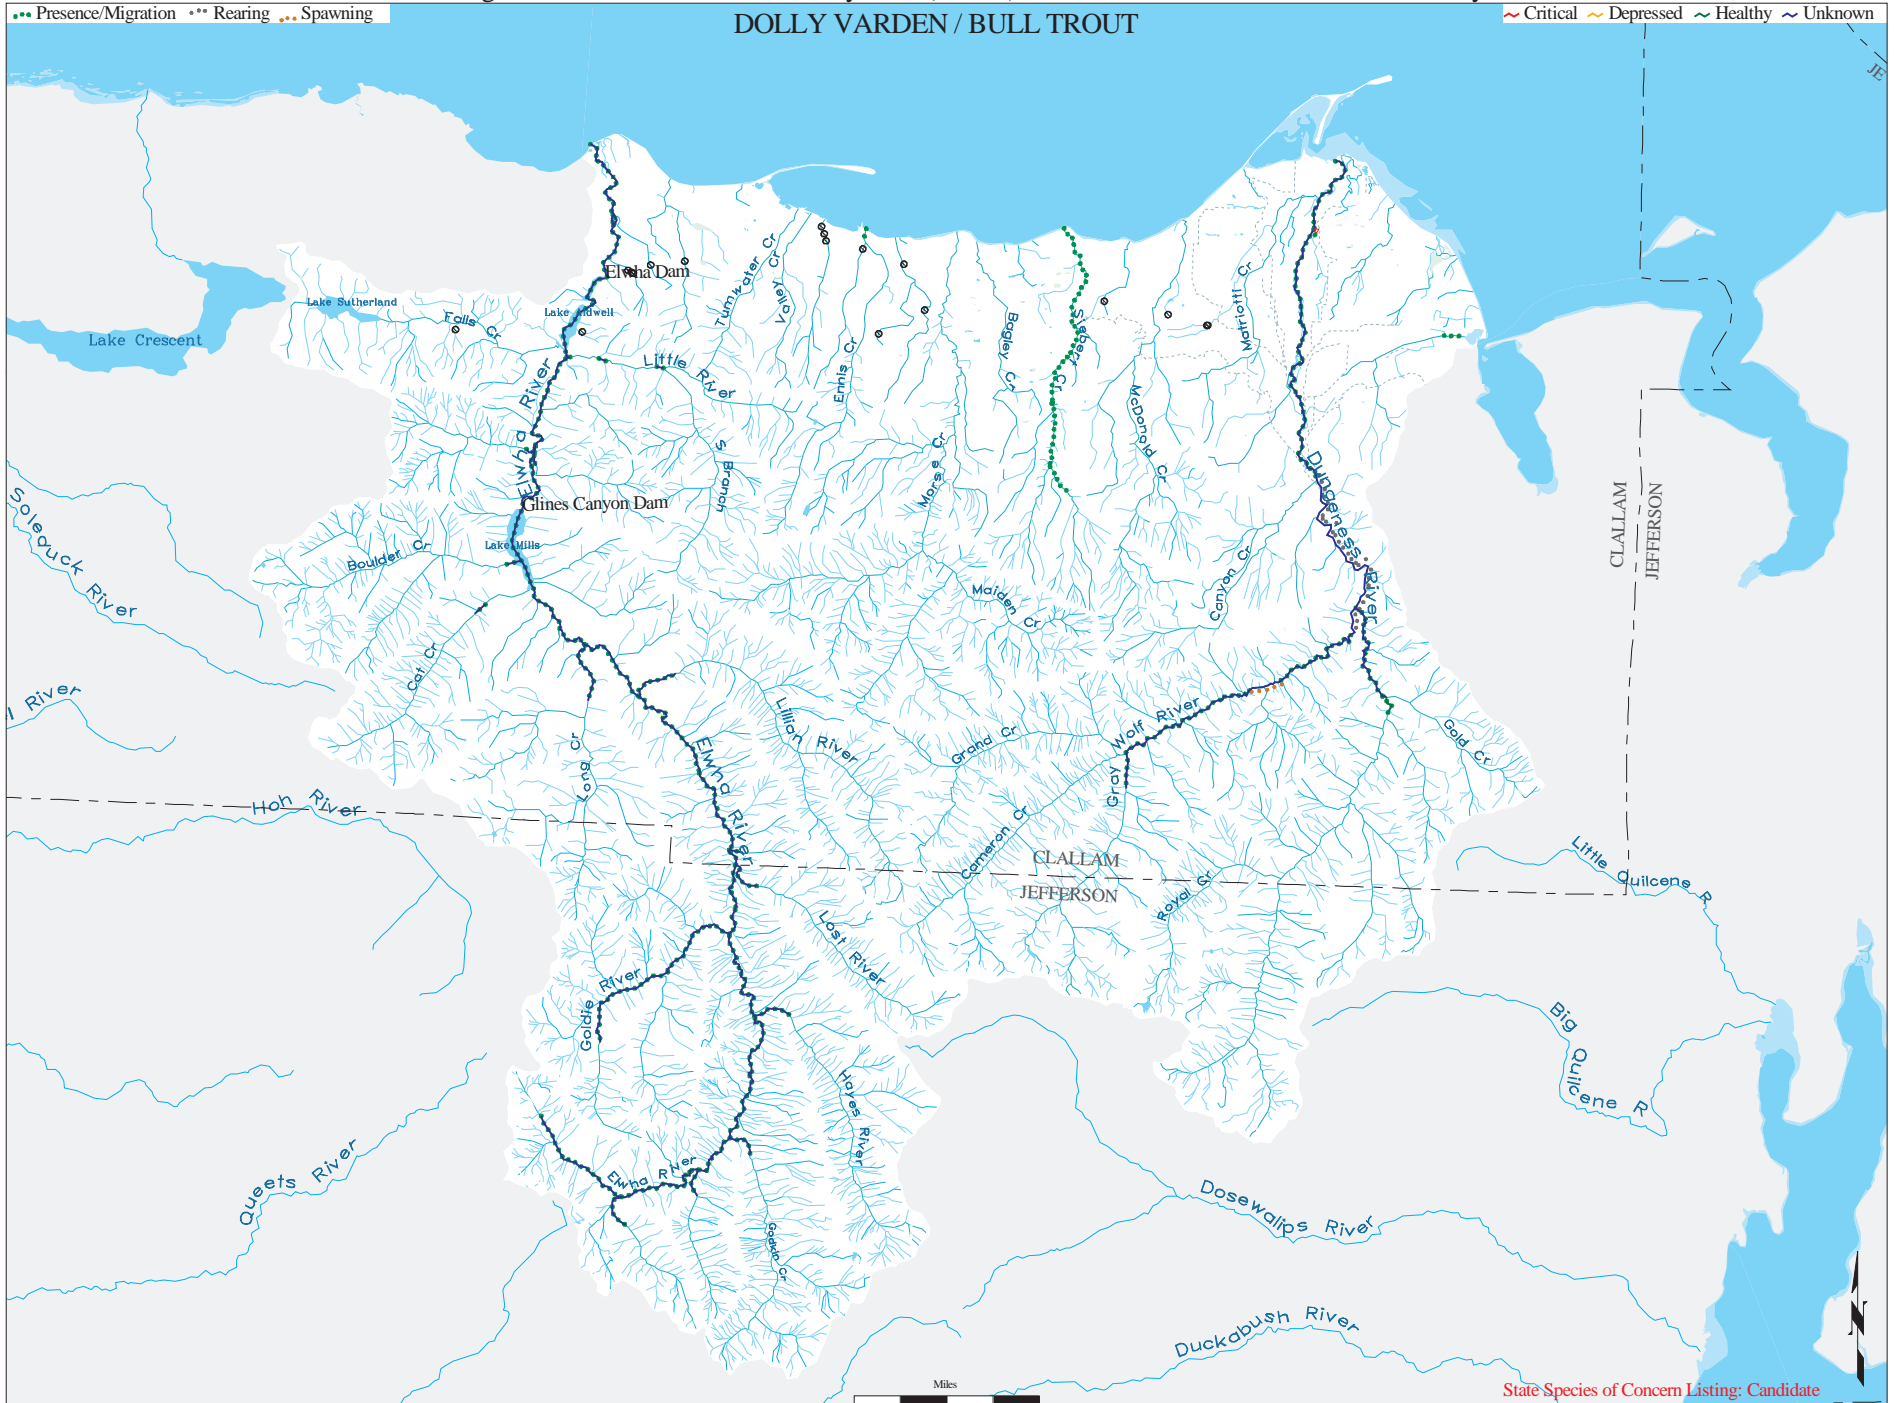 Presence/Migration Rearing Spawning
DOLLY VARDEN / BULL TROUT
Critical Depressed Healthy Unknown
JE
Elwha Dam
Lake Sutherland
Lake Aldwell
Falls Cr
Lake Crescent
Tumwater Cr
Valley Cr
Little River
Ennis Cr
Bagley Cr
Siebert Cr
Matriotti Cr
McDonald Cr
Elwha River
S Branch
Morse Cr
Dungeness River
Glines Canyon Dam
Lake Mills
Boulder Cr
Soleduck River
CLALLAM
JEFFERSON
Canyon Cr
Maiden Cr
Cat Cr
l River
Lillian River
Long Cr
Elwha River
Grand Cr
Gray Wolf River
Gold Cr
Hoh River
Cameron Cr
CLALLAM
JEFFERSON
Royal Cr
Little Quilcene R
Lost River
Goldie River
Big Quilcene R
Hayes River
Queets River
Elwha River
Godkin Cr
Dosewalips River
Duckabush River
N
Miles
State Species of Concern Listing: Candidate